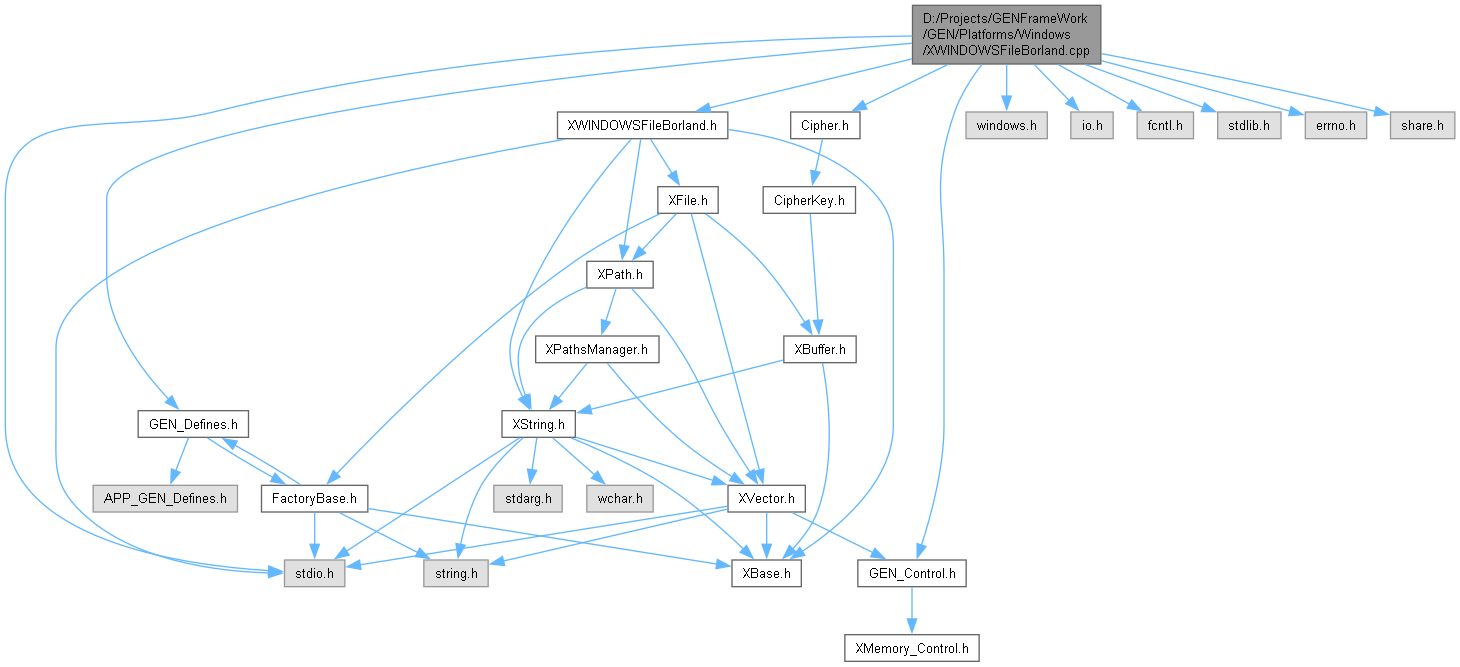 D:/Projects/GENFrameWork
/GEN/Platforms/Windows
/XWINDOWSFileBorland.cpp
XWINDOWSFileBorland.h
Cipher.h
windows.h
io.h
fcntl.h
stdlib.h
errno.h
share.h
XFile.h
CipherKey.h
XPath.h
XPathsManager.h
XBuffer.h
GEN_Defines.h
XString.h
APP_GEN_Defines.h
FactoryBase.h
stdarg.h
wchar.h
XVector.h
stdio.h
string.h
XBase.h
GEN_Control.h
XMemory_Control.h